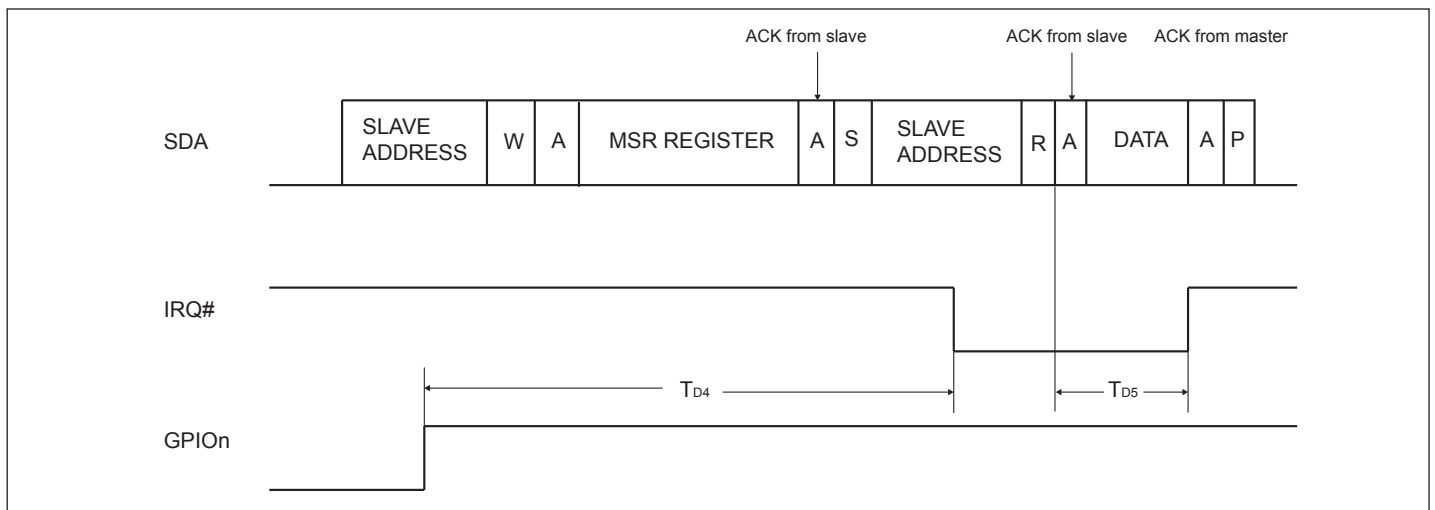 ACK from slave ACK from slave ACK from master
SDA
SLAVE ADDRESS W A MSR REGISTER A S SLAVE ADDRESS R A DATA A P
IRQ#
TD4 TD5
GPIOn